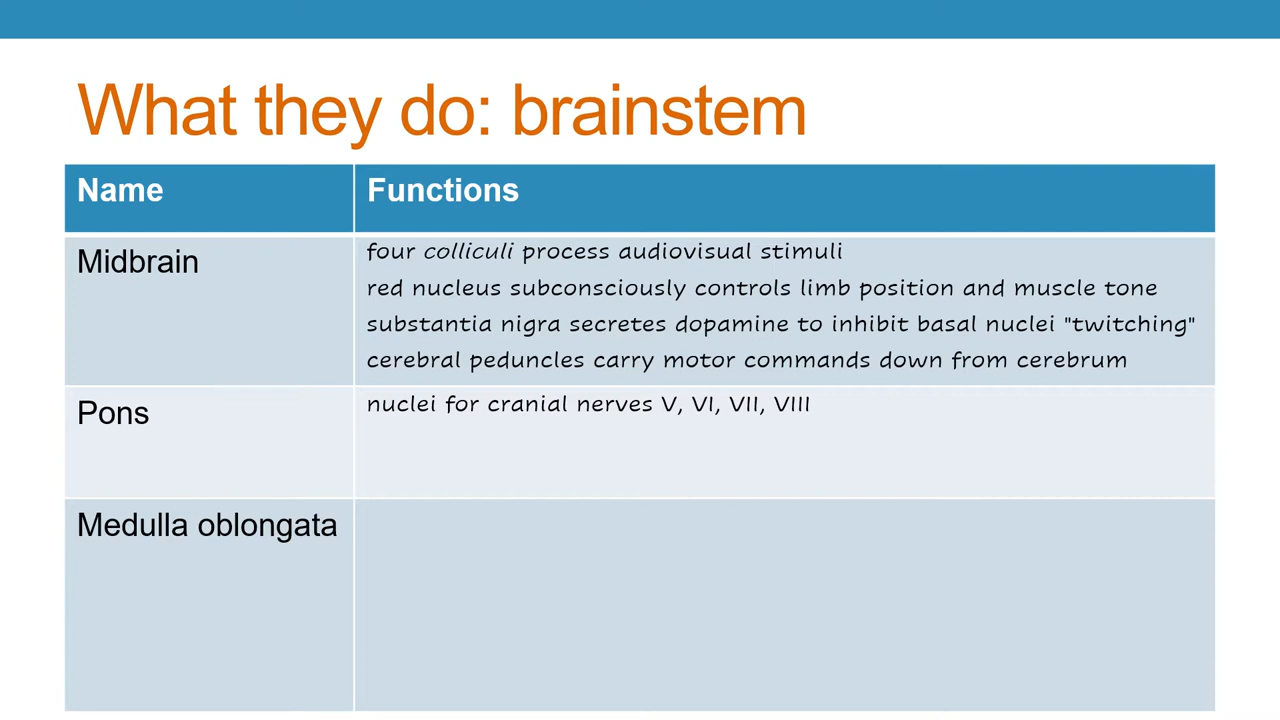 What they do: brainstem
Name
Functions
Midbrain
four colliculi process audiovisual stimuli
red nucleus subconsciously controls limb position and muscle tone
substantia nigra secretes dopamine to inhibit basal nuclei "twitching"
cerebral peduncles carry motor commands down from cerebrum
Pons
nuclei for cranial nerves V, VI, VII, VIII
Medulla oblongata